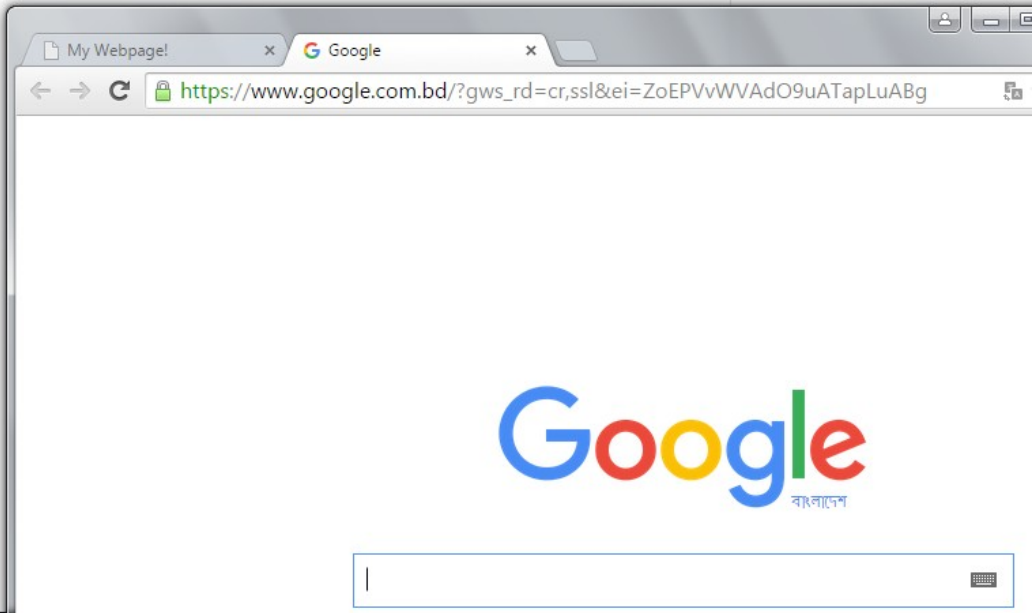 My Webpage! Google
https://www.google.com.bd/?gws_rd=cr,ssl&ei=ZoEPVvWVAdO9uATapLuABg
Google
বাংলাদেশ